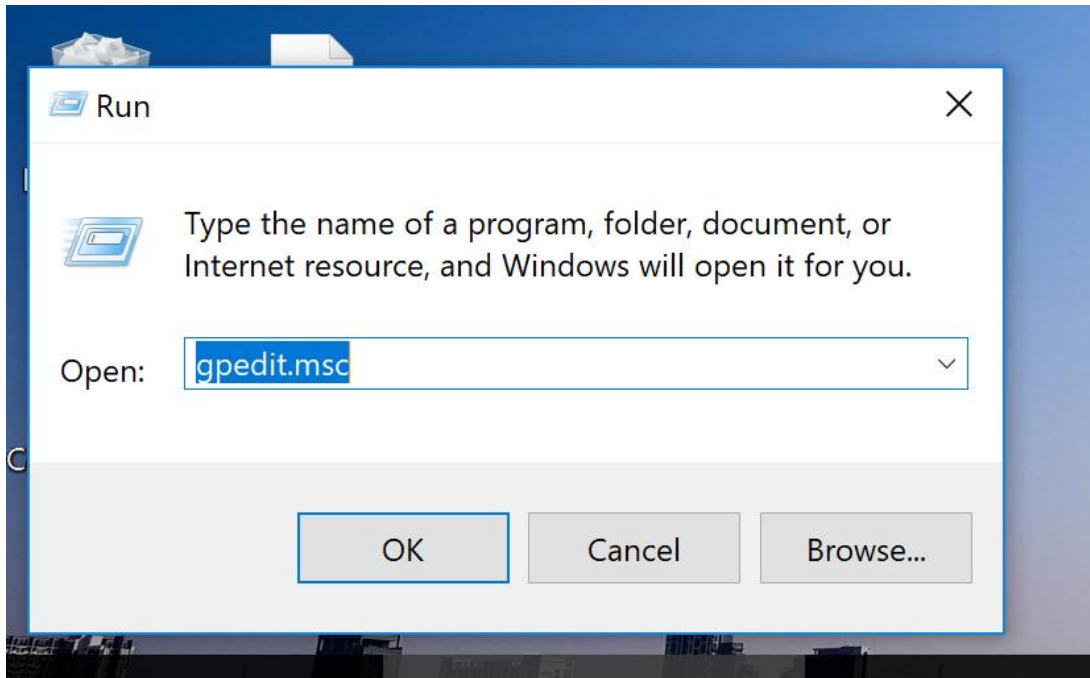 Run
Type the name of a program, folder, document, or
Internet resource, and Windows will open it for you.
Open:
gpedit.msc
OK
Cancel
Browse...
C